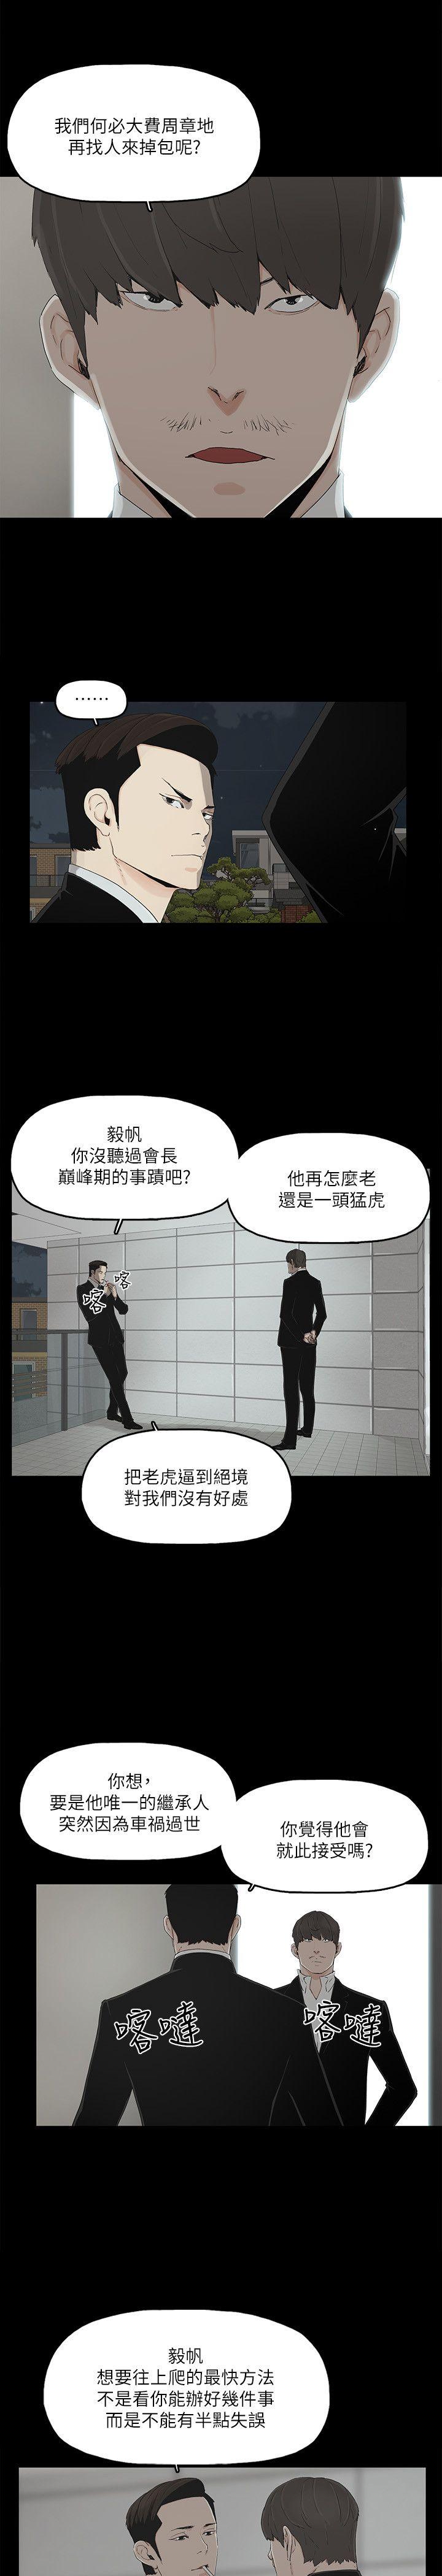 我們何必大費周章地
再找人來掉包呢?
……
毅帆
你沒聽過會長
巔峰期的事蹟吧?
他再怎麼老
還是一頭猛虎
喀
喀
把老虎逼到絕境
對我們沒有好處
你想，
要是他唯一的繼承人
突然因為車禍過世
你覺得他會
就此接受嗎?
喀噠
喀噠
毅帆
想要往上爬的最快方法
不是看你能辦好幾件事
而是不能有半點失誤